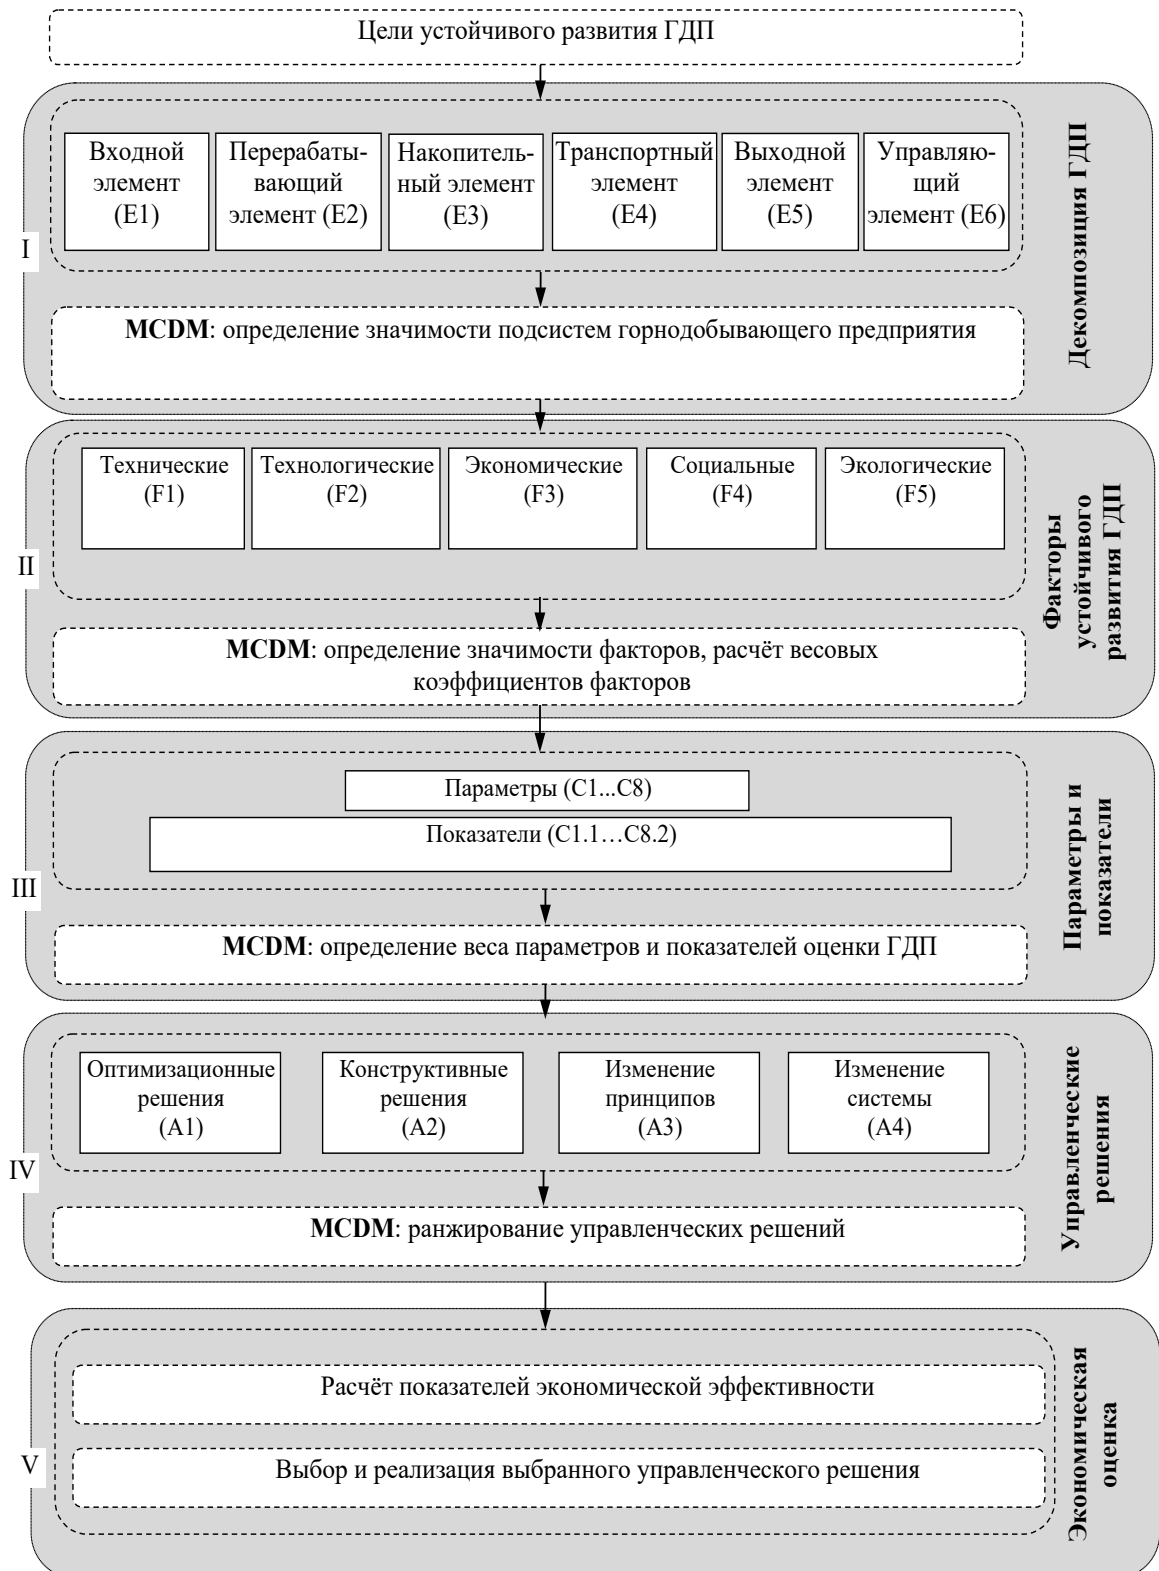 Цели устойчивого развития ГДП
Входной
элемент
(E1)
Перерабаты-
вающий
элемент (E2)
Накопитель-
ный элемент
(E3)
Транспортный
элемент
(E4)
Выходной
элемент
(E5)
Управляю-
щий
элемент (E6)
I
MCDM: определение значимости подсистем горнодобывающего предприятия
Декомпозиция ГДП
Технические
(F1)
Технологические
(F2)
Экономические
(F3)
Социальные
(F4)
Экологические
(F5)
II
MCDM: определение значимости факторов, расчёт весовых
коэффициентов факторов
Факторы
устойчивого
развития ГДП
Параметры (C1...C8)
Показатели (C1.1…C8.2)
III
MCDM: определение веса параметров и показателей оценки ГДП
Параметры и
показатели
Оптимизационные
решения
(A1)
Конструктивные
решения
(A2)
Изменение
принципов
(A3)
Изменение
системы
(A4)
IV
MCDM: ранжирование управленческих решений
Управленческие
решения
Расчёт показателей экономической эффективности
V
Выбор и реализация выбранного управленческого решения
Экономическая
оценка